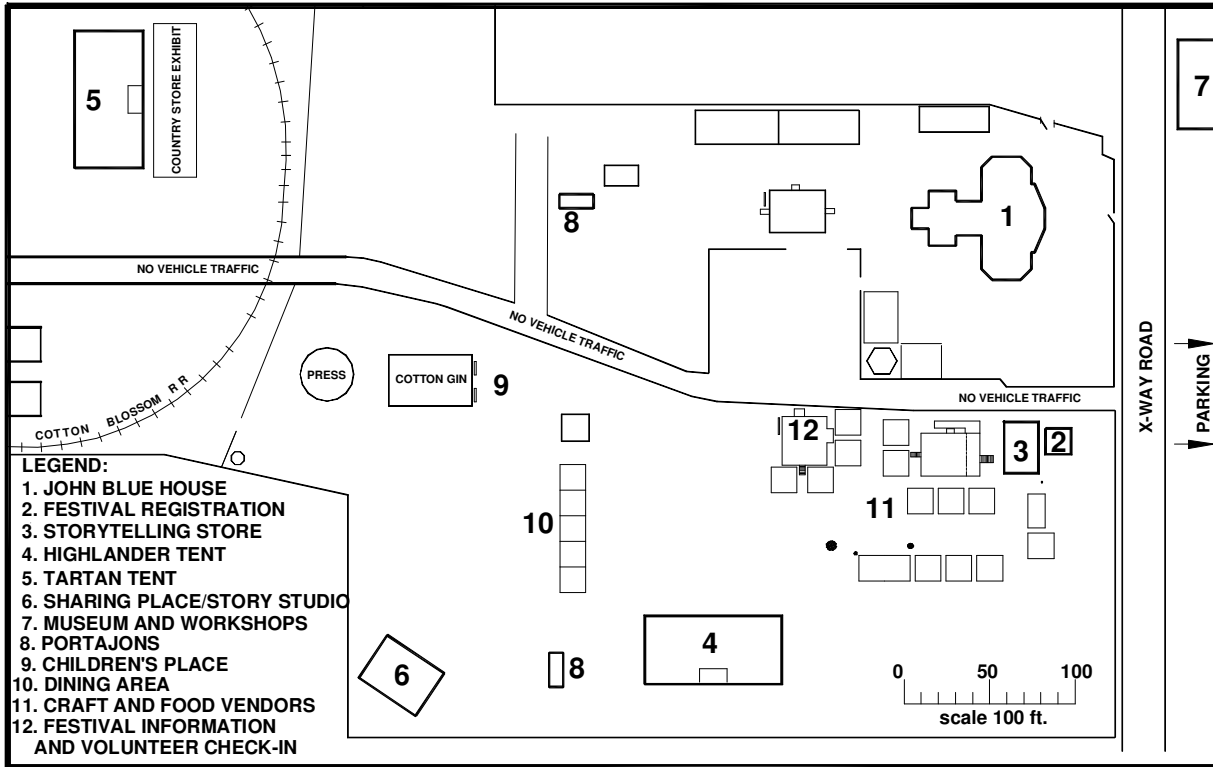 5
COUNTRY STORE EXHIBIT
7
8
1
NO VEHICLE TRAFFIC
NO VEHICLE TRAFFIC
PRESS
COTTON GIN
9
NO VEHICLE TRAFFIC
X-WAY ROAD
PARKING
COTTON BLOSSOM R R
12
3
2
11
10
LEGEND:
1. JOHN BLUE HOUSE
2. FESTIVAL REGISTRATION
3. STORYTELLING STORE
4. HIGHLANDER TENT
5. TARTAN TENT
6. SHARING PLACE/STORY STUDIO
7. MUSEUM AND WORKSHOPS
8. PORTAJONS
9. CHILDREN'S PLACE
10. DINING AREA
11. CRAFT AND FOOD VENDORS
12. FESTIVAL INFORMATION
AND VOLUNTEER CHECK-IN
6
8
4
0 50 100
scale 100 ft.